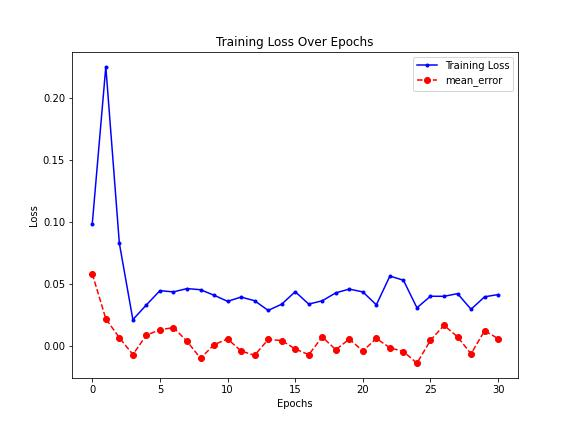 Training Loss Over Epochs
Training Loss
mean_error
0.20
0.15
0.10
0.05
0.00
Loss
0 5 10 15 20 25 30
Epochs